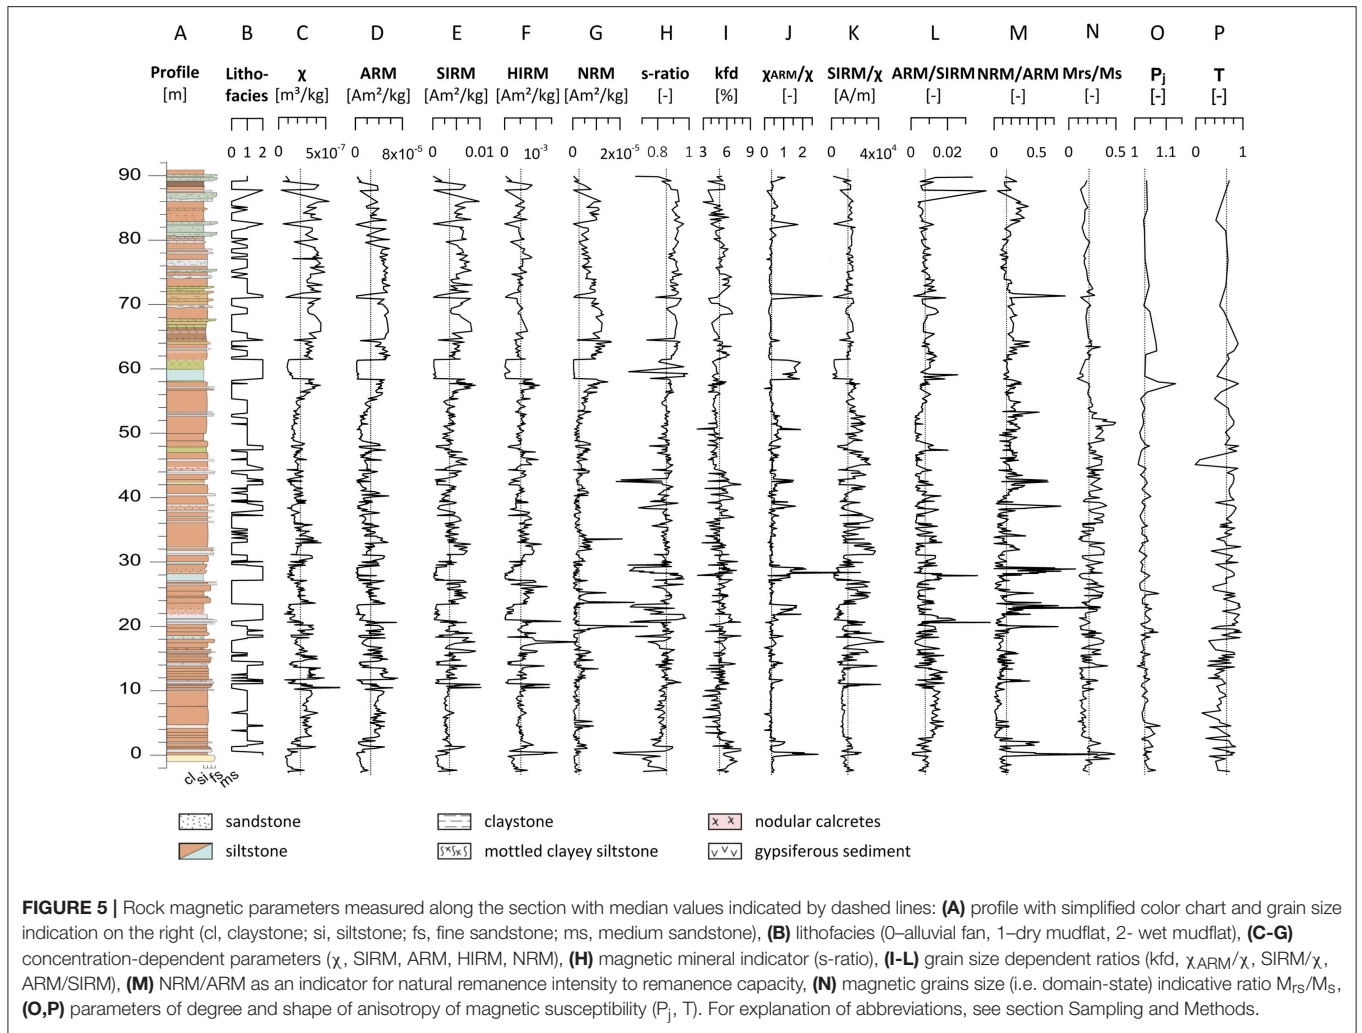 A B C D E F G H I J K L M N O P
Profile Litho- χ ARM SIRM HIRM NRM s-ratio kfd χARM/χ SIRM/χ ARM/SIRM NRM/ARM Mrs/Ms Pj T
[m] facies [m³/kg] [Am²/kg] [Am²/kg] [Am²/kg] [Am²/kg] [-] [%] [-] [A/m] [-] [-] [-] [-] [-]
0 1 2 0 5x10⁻⁷ 0 8x10⁻⁵ 0 0.01 0 10⁻³ 0 2x10⁻⁵ 0.8 1 3 6 9 0 1 2 0 4x10⁴ 0 0.02 0 0.5 0 0.5 1 1.1 0 1
90
80
70
60
50
40
30
20
10
0
cl si fs ms
sandstone claystone nodular calcretes
siltstone mottled clayey siltstone gypsiferous sediment
FIGURE 5 | Rock magnetic parameters measured along the section with median values indicated by dashed lines: (A) profile with simplified color chart and grain size
indication on the right (cl, claystone; si, siltstone; fs, fine sandstone; ms, medium sandstone), (B) lithofacies (0–alluvial fan, 1–dry mudflat, 2- wet mudflat), (C-G)
concentration-dependent parameters (χ, SIRM, ARM, HIRM, NRM), (H) magnetic mineral indicator (s-ratio), (I-L) grain size dependent ratios (kfd, χARM/χ, SIRM/χ,
ARM/SIRM), (M) NRM/ARM as an indicator for natural remanence intensity to remanence capacity, (N) magnetic grains size (i.e. domain-state) indicative ratio Mrs/Ms,
(O,P) parameters of degree and shape of anisotropy of magnetic susceptibility (Pj, T). For explanation of abbreviations, see section Sampling and Methods.